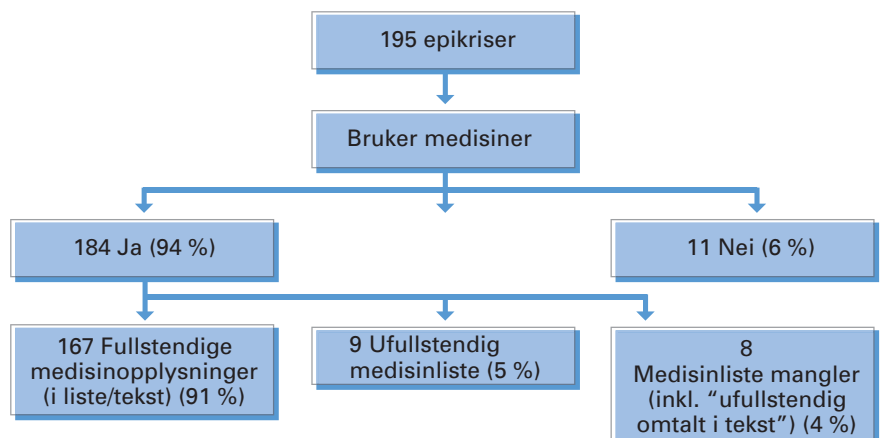 195 epikriser
Bruker medisiner
184 Ja (94 %)
11 Nei (6 %)
167 Fullstendige
medisinopplysninger
(i liste/tekst) (91 %)
9 Ufullstendig
medisinliste (5 %)
8
Medisinliste mangler
(inkl. “ufullstendig
omtalt i tekst”) (4 %)